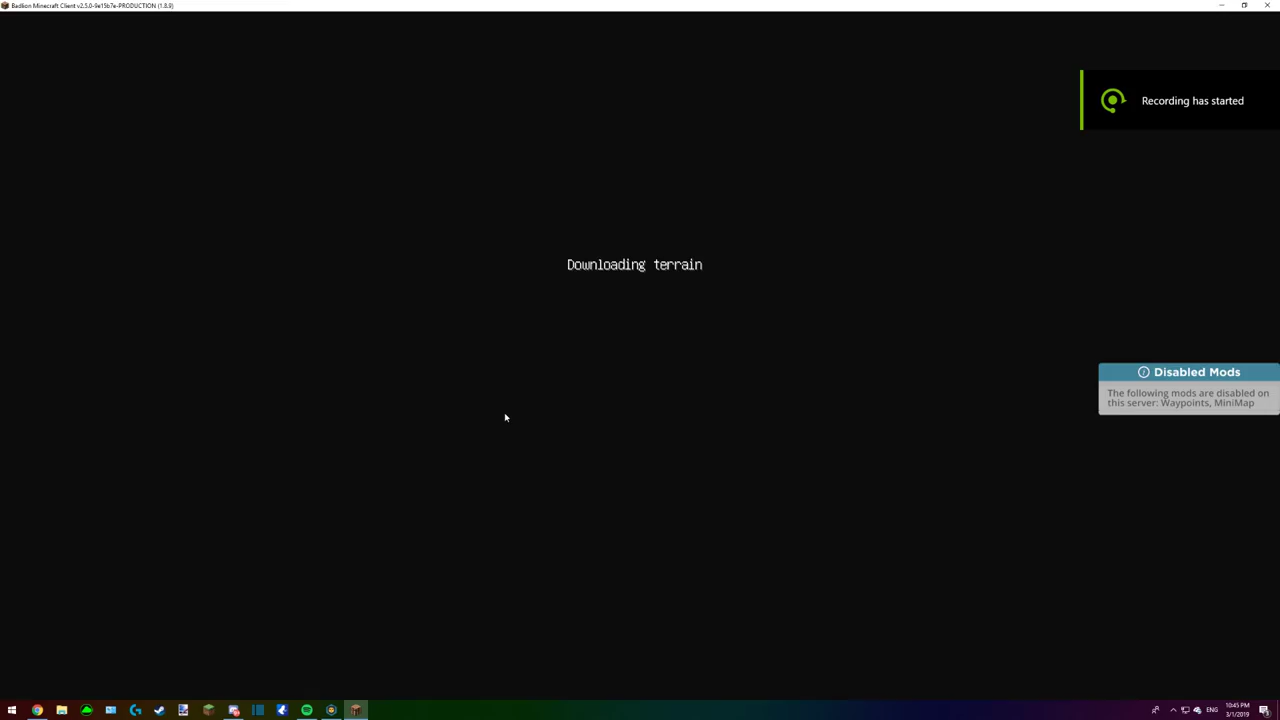 Badlion Minecraft Client v2.5.0-9e15b7e-PRODUCTION (1.8.9)
Recording has started
Downloading terrain
Disabled Mods
The following mods are disabled on
this server: Waypoints, MiniMap
ENG
10:45 PM
3/1/2019